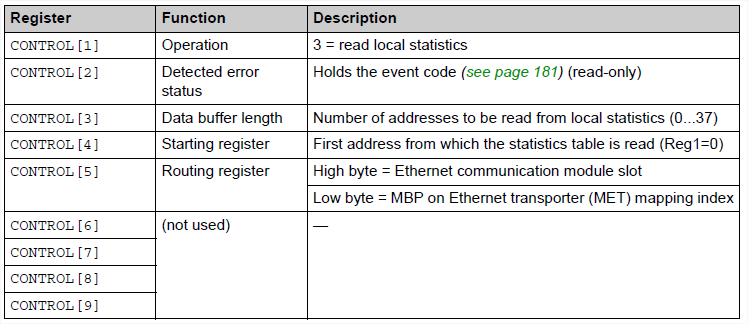 Register Function Description
CONTROL[1] Operation 3 = read local statistics
CONTROL[2] Detected error status Holds the event code (see page 181) (read-only)
CONTROL[3] Data buffer length Number of addresses to be read from local statistics (0...37)
CONTROL[4] Starting register First address from which the statistics table is read (Reg1=0)
CONTROL[5] Routing register High byte = Ethernet communication module slot
Low byte = MBP on Ethernet transporter (MET) mapping index
CONTROL[6] (not used) —
CONTROL[7]
CONTROL[8]
CONTROL[9]